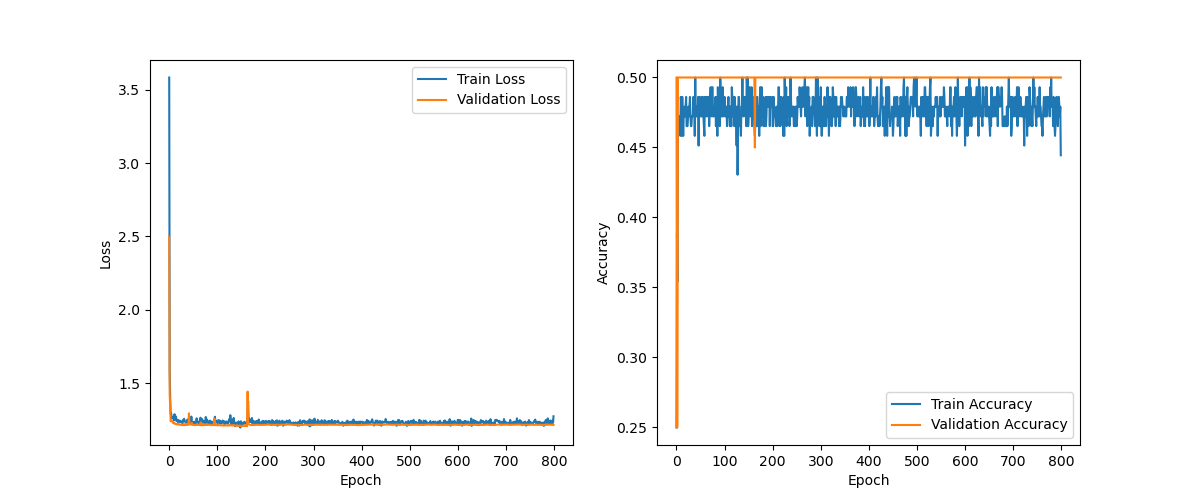 Train Loss
Validation Loss
3.5
3.0
2.5
2.0
1.5
Loss
0 100 200 300 400 500 600 700 800
Epoch
0.50
0.45
0.40
0.35
0.30
0.25
Accuracy
Train Accuracy
Validation Accuracy
0 100 200 300 400 500 600 700 800
Epoch